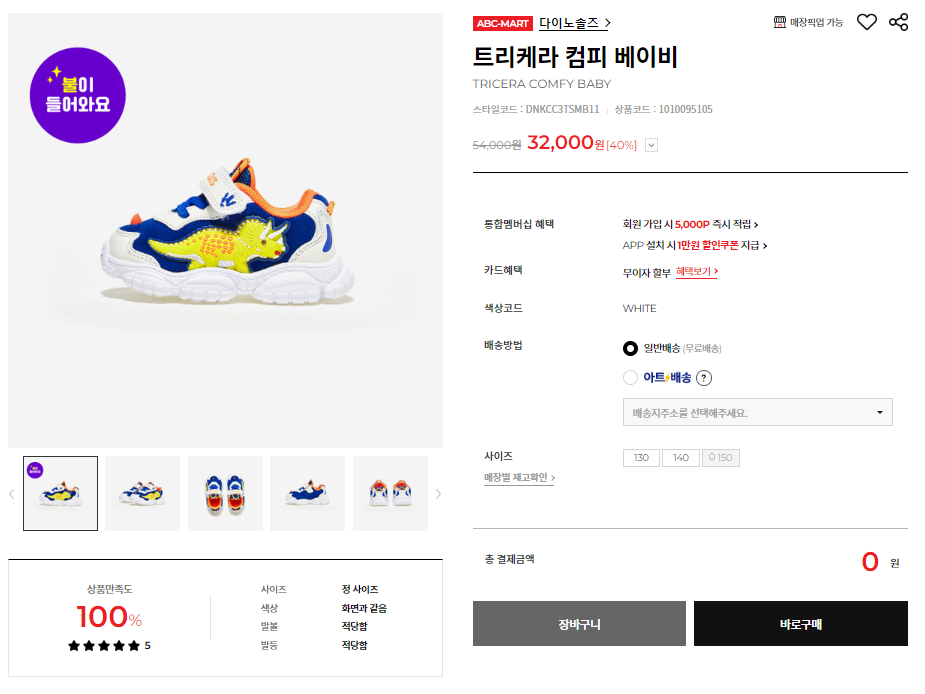 불이
들어와요
ABC-MART 다이노솔즈 >
매장픽업 가능
트리케라 컴피 베이비
TRICERA COMFY BABY
스타일코드 : DNKCC3TSMB11 | 상품코드 : 1010095105
54,000원 32,000원 [40%]
통합멤버십 혜택
회원 가입 시 5,000P 즉시 적립 >
APP 설치 시 1만원 할인쿠폰 지급 >
카드혜택
무이자 할부 혜택보기 >
색상코드
WHITE
배송방법
일반배송 (무료배송)
아트배송 ?
배송지주소를 선택해주세요.
사이즈
130 140 150
매장별 재고확인 >
총 결제금액
0 원
장바구니
바로구매
상품만족도
100%
5
사이즈 정 사이즈
색상 화면과 같음
발볼 적당함
발등 적당함